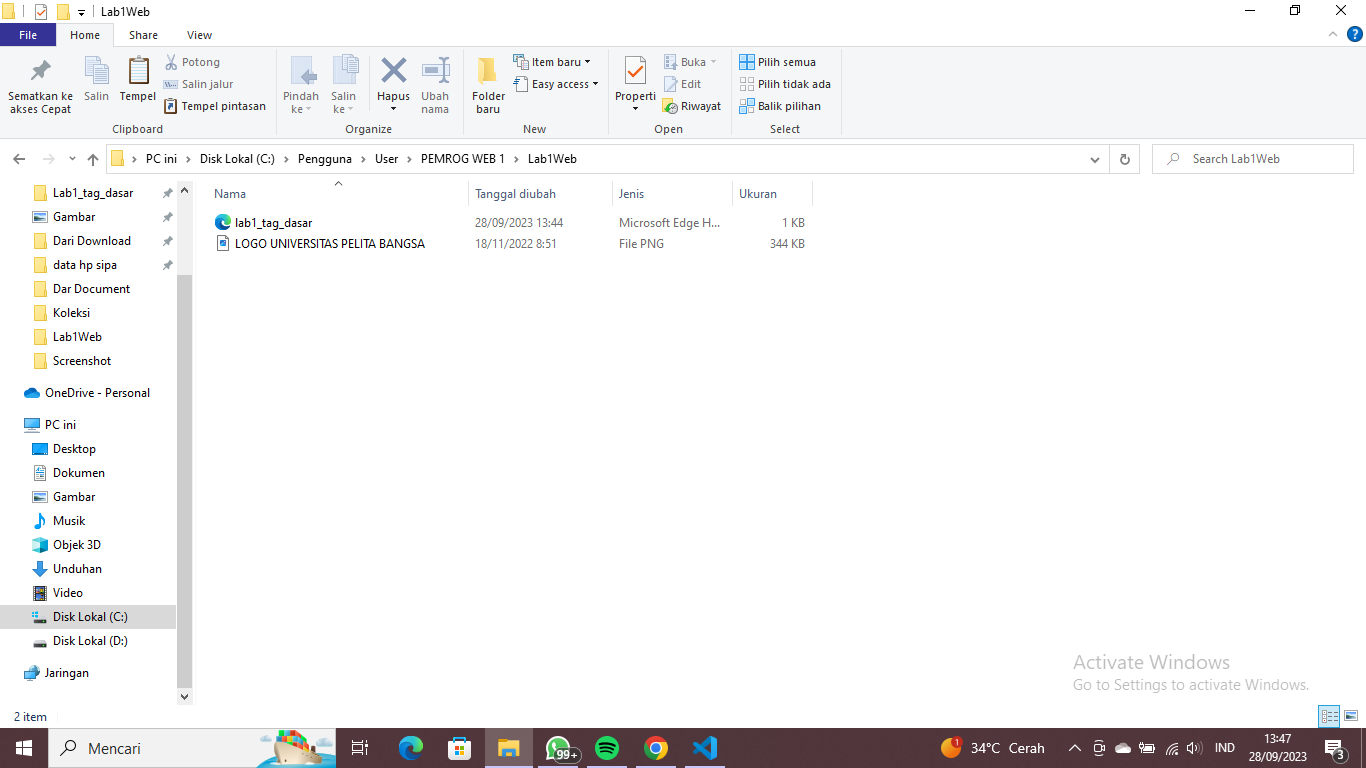 Lab1Web
File Home Share View
Sematkan ke akses Cepat
Salin
Tempel
Potong
Salin jalur
Tempel pintasan
Clipboard
Pindah ke
Salin ke
Hapus
Ubah nama
Organize
Folder baru
Item baru
Easy access
New
Properti
Buka
Edit
Riwayat
Open
Pilih semua
Pilih tidak ada
Balik pilihan
Select
PC ini > Disk Lokal (C:) > Pengguna > User > PEMROG WEB 1 > Lab1Web
Search Lab1Web
Lab1_tag_dasar
Gambar
Dari Download
data hp sipa
Dar Document
Koleksi
Lab1Web
Screenshot
OneDrive - Personal
PC ini
Desktop
Dokumen
Gambar
Musik
Objek 3D
Unduhan
Video
Disk Lokal (C:)
Disk Lokal (D:)
Jaringan
Nama Tanggal diubah Jenis Ukuran
lab1_tag_dasar 28/09/2023 13:44 Microsoft Edge H... 1 KB
LOGO UNIVERSITAS PELITA BANGSA 18/11/2022 8:51 File PNG 344 KB
Activate Windows
Go to Settings to activate Windows.
2 item
Mencari
99+
1
34°C Cerah
IND
13:47
28/09/2023
3